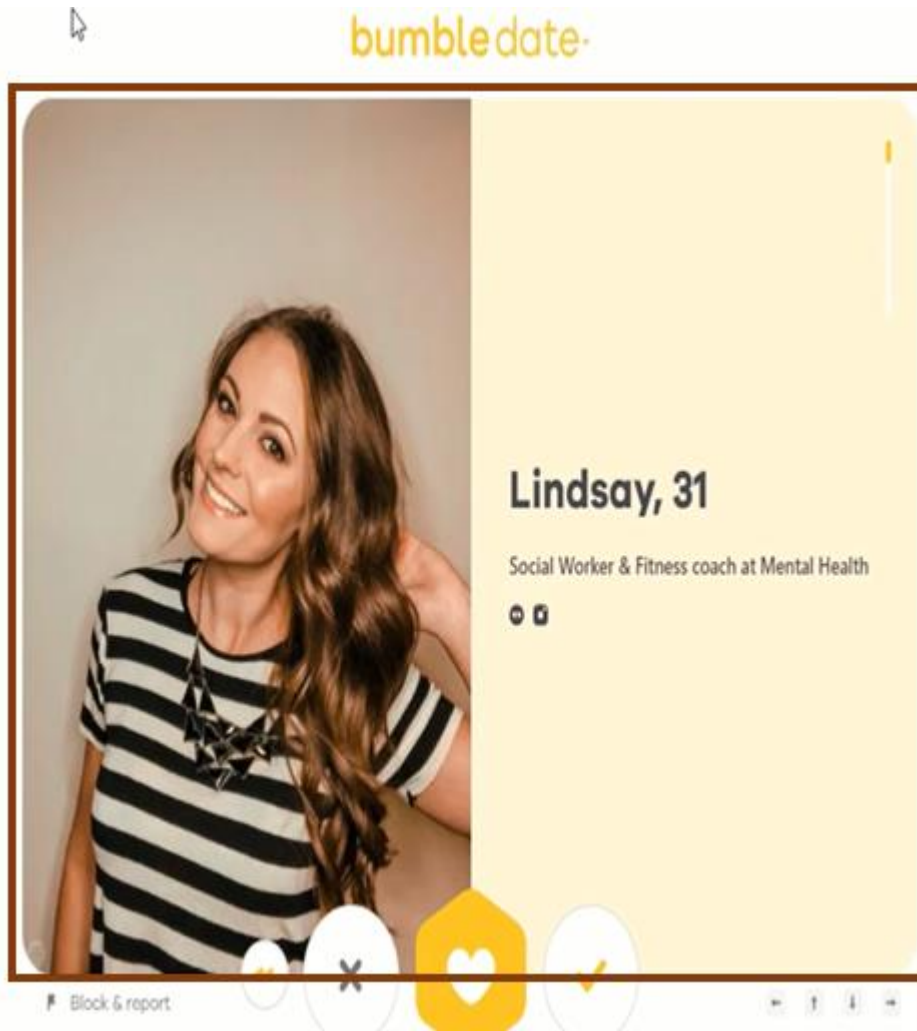 bumble date
Lindsay, 31
Social Worker & Fitness coach at Mental Health
Block & report